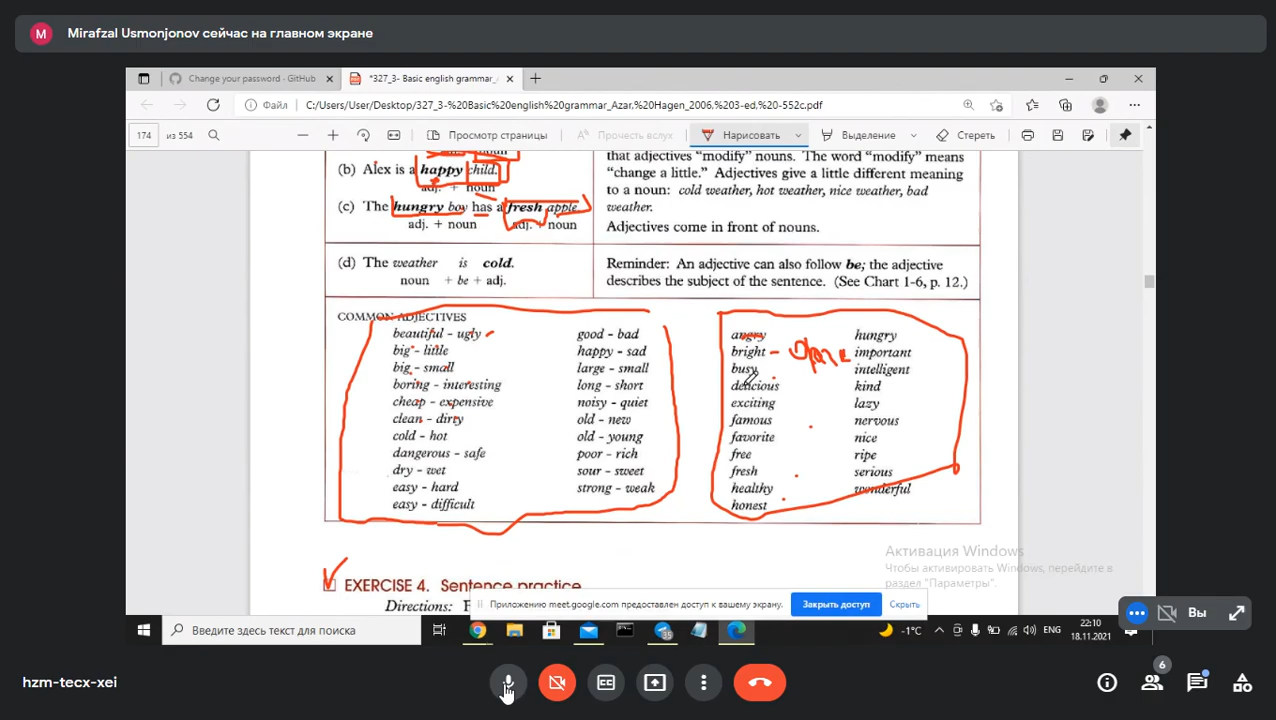 M Mirafzal Usmonjonov сейчас на главном экране
Change your password · GitHub
*327_3- Basic english grammar_
Файл
C:/Users/User/Desktop/327_3-%20Basic%20english%20grammar_Azar,%20Hagen_2006.%203-ed,%20-552c.pdf
174 из 554
Просмотр страницы
Прочесть вслух
Нарисовать
Выделение
Стереть
(b) Alex is a happy child.
adj. + noun
(c) The hungry boy has a fresh apple
adj. + noun adj. + noun
that adjectives “modify” nouns. The word “modify” means
“change a little.” Adjectives give a little different meaning
to a noun: cold weather, hot weather, nice weather, bad
weather.
Adjectives come in front of nouns.
(d) The weather is cold.
noun + be + adj.
Reminder: An adjective can also follow be; the adjective
describes the subject of the sentence. (See Chart 1-6, p. 12.)
COMMON ADJECTIVES
beautiful - ugly
big - little
big - small
boring - interesting
cheap - expensive
clean - dirty
cold - hot
dangerous - safe
dry - wet
easy - hard
easy - difficult
good - bad
happy - sad
large - small
long - short
noisy - quiet
old - new
old - young
poor - rich
sour - sweet
strong - weak
angry
bright
busy
delicious
exciting
famous
favorite
free
fresh
healthy
honest
hungry
important
intelligent
kind
lazy
nervous
nice
ripe
serious
wonderful
EXERCISE 4. Sentence practice
Directions: F
Активация Windows
Чтобы активировать Windows, перейдите в
раздел "Параметры".
Приложению meet.google.com предоставлен доступ к вашему экрану.
Закрыть доступ
Скрыть
Вы
Введите здесь текст для поиска
35
-1°C
ENG
22:10
18.11.2021
hzm-tecx-xei
6